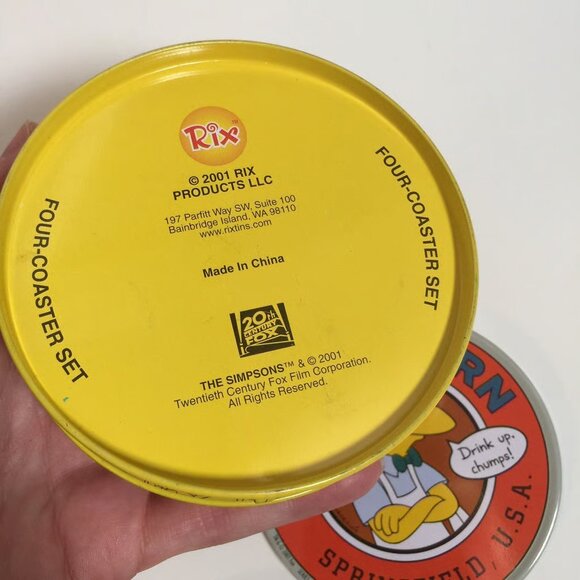 Rix™
© 2001 RIX
PRODUCTS LLC
197 Parfitt Way SW, Suite 100
Bainbridge Island, WA 98110
www.rixtins.com
Made In China
FOUR-COASTER SET
FOUR-COASTER SET
20th
CENTURY
FOX
THE SIMPSONS™ & © 2001
Twentieth Century Fox Film Corporation.
All Rights Reserved.
Drink up,
chumps!
SPRINGFIELD, U.S.A.